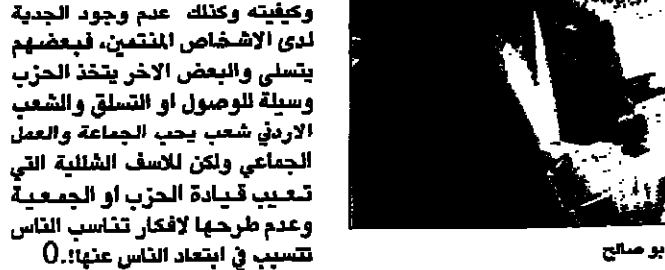 وكيفيته وكذلك عدم وجود الجدية
لدى الاشخاص المنتمين، فبعضهم
يتسلى والبعض الاخر يتخذ الحزب
وسيلة للوصول او التسلق والشعب
الاردني شعب يحب الجماعة والعمل
الجماعي ولكن للاسف الشللية التي
تعيب قيادة الحزب او الجمعية
وعدم طرحها لافكار تناسب الناس
تتسبب في ابتعاد الناس عنها!.0
بو صالح